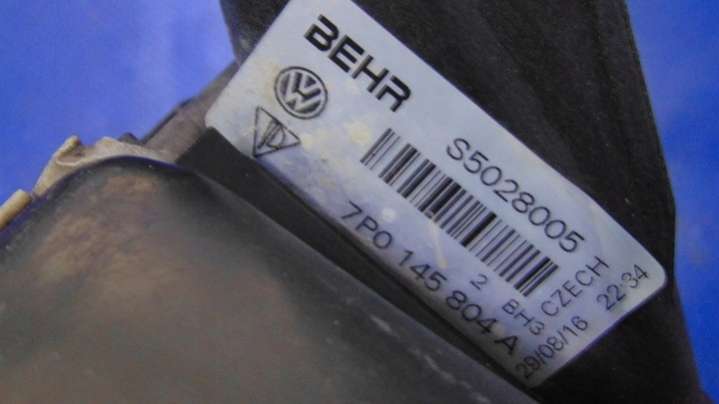 BEHR
S5028005
7P0 145 804 A
2 BH3 CZECH
29/08/16 22:34